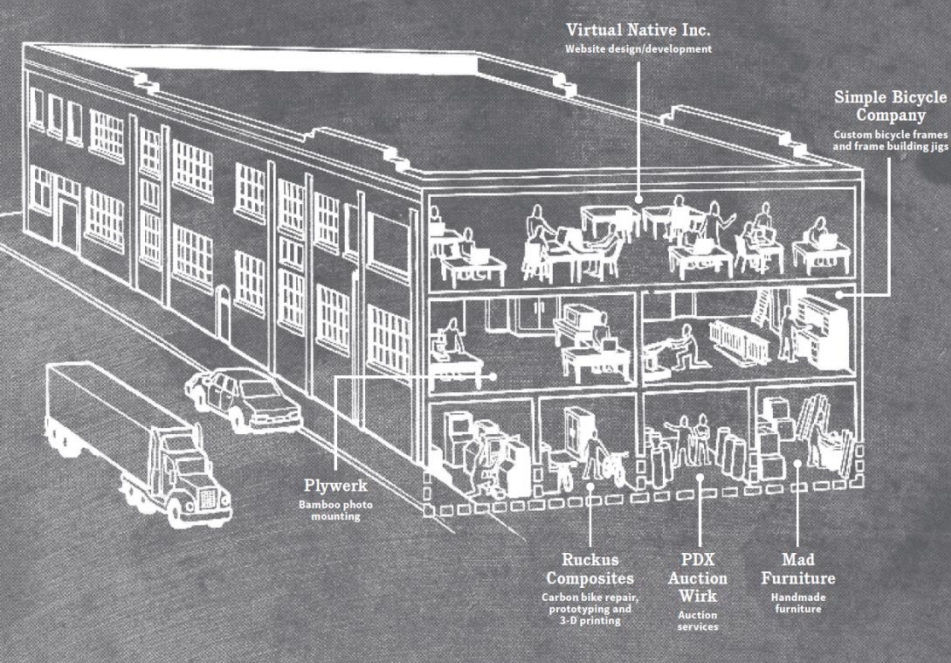 Virtual Native Inc.
Website design/development
Simple Bicycle
Company
Custom bicycle frames
and frame building jigs
Plywerk
Bamboo photo
mounting
Ruckus
Composites
Carbon bike repair,
prototyping and
3-D printing
PDX
Auction
Wirk
Auction
services
Mad
Furniture
Handmade
furniture